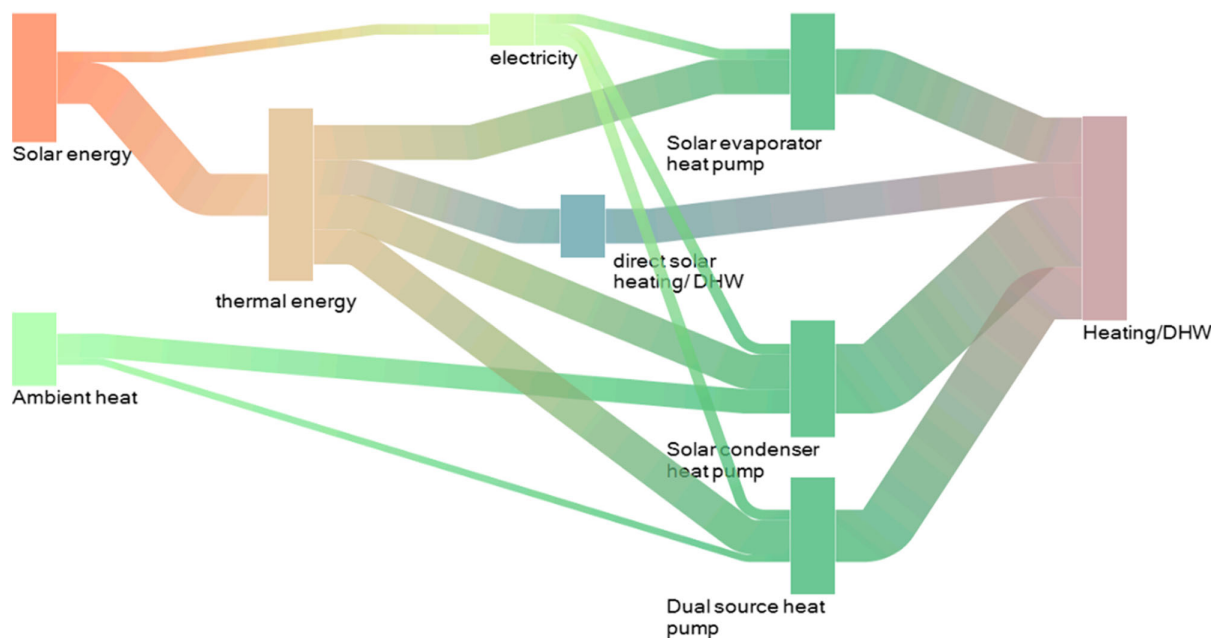 electricity
Solar energy
Solar evaporator
heat pump
direct solar
heating/ DHW
thermal energy
Heating/DHW
Ambient heat
Solar condenser
heat pump
Dual source heat
pump